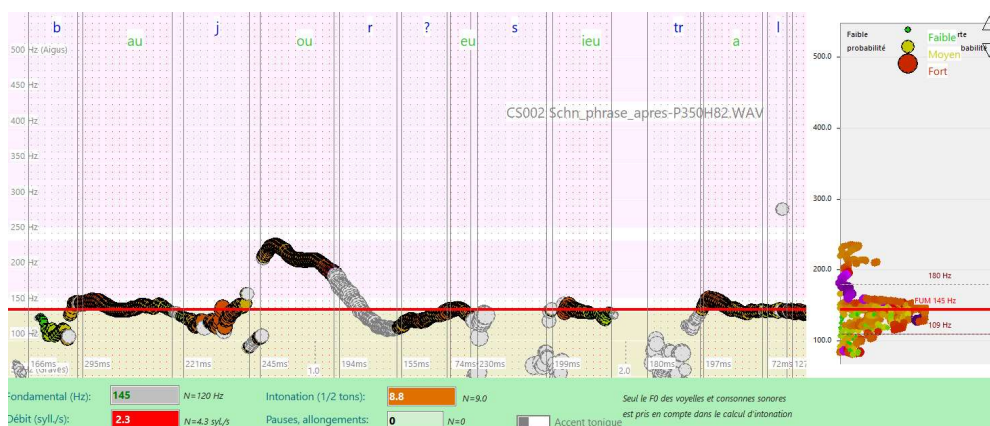 b au j ou r ? eu s ieu tr a l
500 Hz (Aigus)
450 Hz
400 Hz
350 Hz
300 Hz
250 Hz
200 Hz
150 Hz
100 Hz
CS002 Schn_phrase_apres-P350H82.WAV
166ms 295ms 221ms 245ms 1.0 194ms 155ms 74ms 230ms 199ms 2.0 180ms 197ms 72ms 127
(Graves)
Faible
probabilité
Faible
Moyen
Fort
rte
babilité
500.0
400.0
300.0
200.0
100.0
180 Hz
FUM 145 Hz
109 Hz
Fondamental (Hz): 145 N=120 Hz Intonation (1/2 tons): 8.8 N=9.0
Débit (syll./s): 2.3 N=4.3 syl./s Pauses, allongements: 0 N=0 Accent tonique
Seul le F0 des voyelles et consonnes sonores
est pris en compte dans le calcul d'intonation